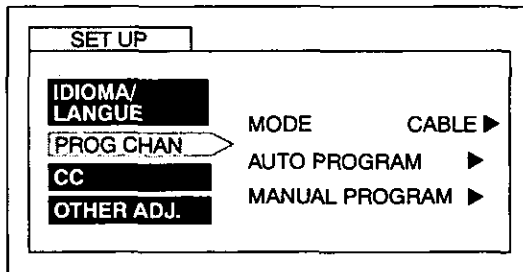 SET UP
IDIOMA/
LANGUE
PROG CHAN
CC
OTHER ADJ.
MODE CABLE ▶
AUTO PROGRAM ▶
MANUAL PROGRAM ▶